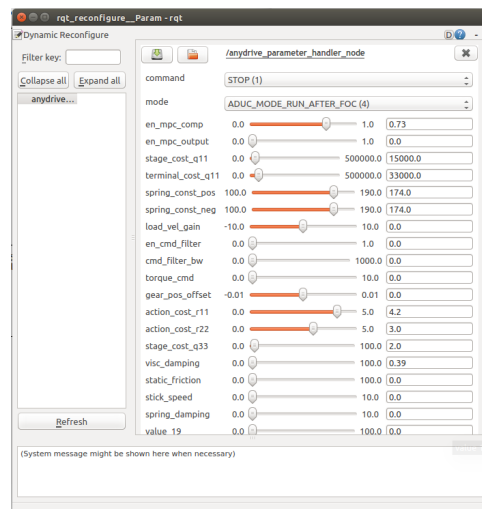 rqt_reconfigure__Param - rqt
Dynamic Reconfigure
D
-
Filter key:
/anydrive_parameter_handler_node
Collapse all Expand all
anydrive...
command STOP (1)
mode ADUC_MODE_RUN_AFTER_FOC (4)
en_mpc_comp 0.0 1.0 0.73
en_mpc_output 0.0 1.0 0.0
stage_cost_q11 0.0 500000.0 15000.0
terminal_cost_q11 0.0 500000.0 33000.0
spring_const_pos 100.0 190.0 174.0
spring_const_neg 100.0 190.0 174.0
load_vel_gain -10.0 10.0 0.0
en_cmd_filter 0.0 1.0 0.0
cmd_filter_bw 0.0 1000.0 0.0
torque_cmd 0.0 10.0 0.0
gear_pos_offset -0.01 0.01 0.0
action_cost_r11 0.0 5.0 4.2
action_cost_r22 0.0 5.0 3.0
stage_cost_q33 0.0 100.0 2.0
visc_damping 0.0 100.0 0.39
static_friction 0.0 100.0 0.0
stick_speed 0.0 10.0 0.0
spring_damping 0.0 10.0 0.0
value_19 0.0 100.0 0.0
Refresh
(System message might be shown here when necessary)